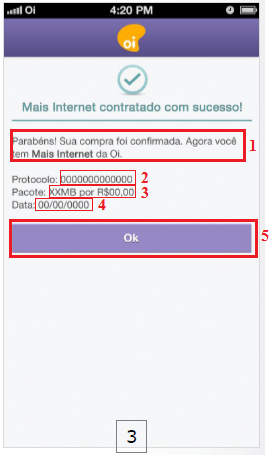 Oi 4:20 PM
oi
Mais Internet contratado com sucesso!
Parabéns! Sua compra foi confirmada. Agora você 1
tem Mais Internet da Oi.
Protocolo: 0000000000000 2
Pacote: XXMB por R$00,00 3
Data: 00/00/0000 4
Ok 5
3